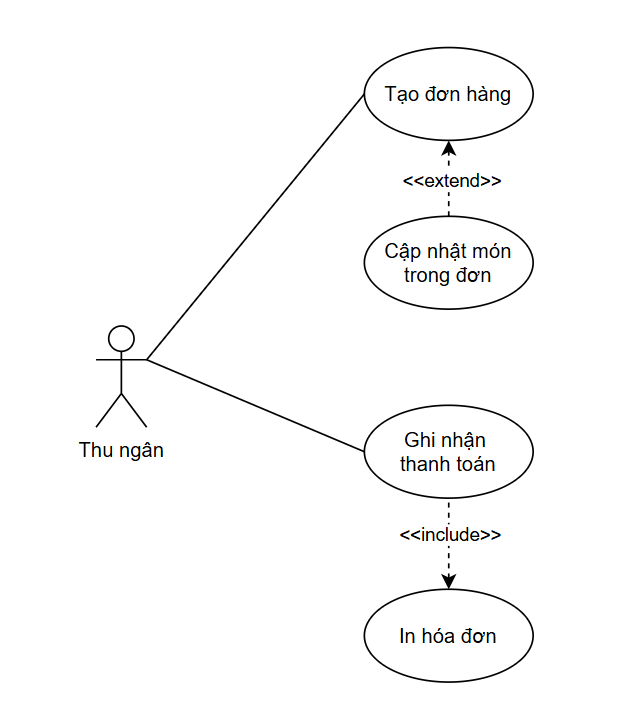 Tạo đơn hàng
<<extend>>
Cập nhật món
trong đơn
Thu ngân
Ghi nhận
thanh toán
<<include>>
In hóa đơn